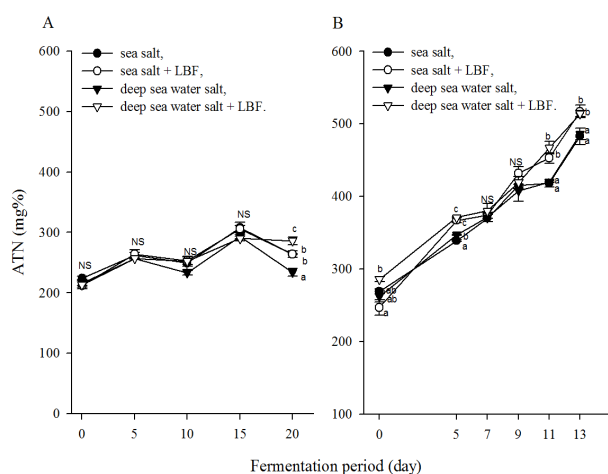 A
B
sea salt,
sea salt + LBF,
deep sea water salt,
deep sea water salt + LBF.
sea salt,
sea salt + LBF,
deep sea water salt,
deep sea water salt + LBF.
ATN (mg%)
600
500
400
300
200
100
0
NS
NS
NS
NS
c
b
b
a
0
5
10
15
20
600
500
400
300
200
100
b
ab
ab
a
c
c
b
a
NS
NS
b
b
a
a
b
b
a
a
0
5
7
9
11
13
Fermentation period (day)